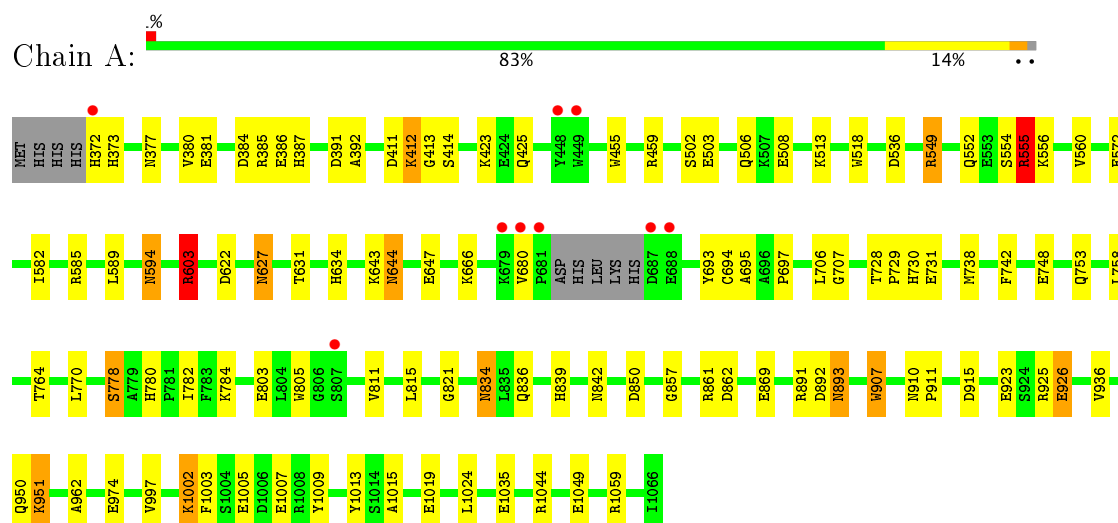 .%
Chain A:
83% 14% • •
MET HIS HIS HIS H372 H373 N377 V380 E381 D384 R385 E386 H387 D391 A392 D411 K412 G413 S414 K423 E424 Q425 Y448 W449 W455 R459 S502 E503 Q506 K507 E508 K513 W518 D536 R549 Q552 E553 S554 R555 K556 V560
I582 R585 L589 N594 R603 D622 N627 T631 H634 K643 N644 E647 K666 K679 V680 P681 ASP HIS LEU LYS HIS D687 E688 Y693 C694 A695 A696 P697 L706 G707 T728 P729 H730 E731 M738 F742 E748 Q753
T764 L770 S778 A779 H780 P781 I782 F783 K784 E803 L804 W805 G806 S807 V811 L815 G821 N834 L835 Q836 H839 N842 D850 G857 R861 D862 E869 R891 D892 N893 W907 N910 P911 D915 E923 S924 R925 E926 V936
Q950 K951 A962 E974 V997 K1002 F1003 S1004 E1005 D1006 E1007 R1008 Y1009 Y1013 S1014 A1015 E1019 L1024 E1035 R1044 E1049 R1059 I1066